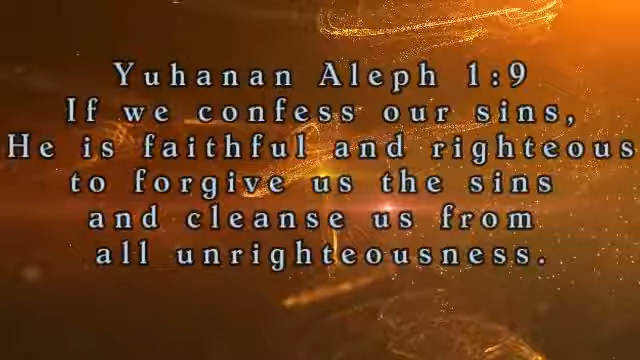 Yuhanan Aleph 1:9
If we confess our sins,
He is faithful and righteous
to forgive us the sins
and cleanse us from
all unrighteousness.